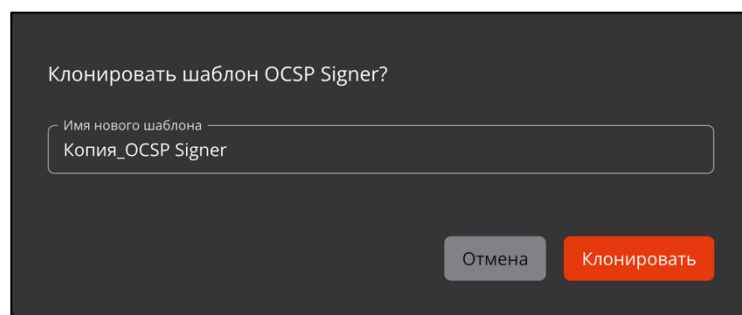 Клонировать шаблон OCSP Signer?
Имя нового шаблона
Копия_OCSP Signer
Отмена
Клонировать